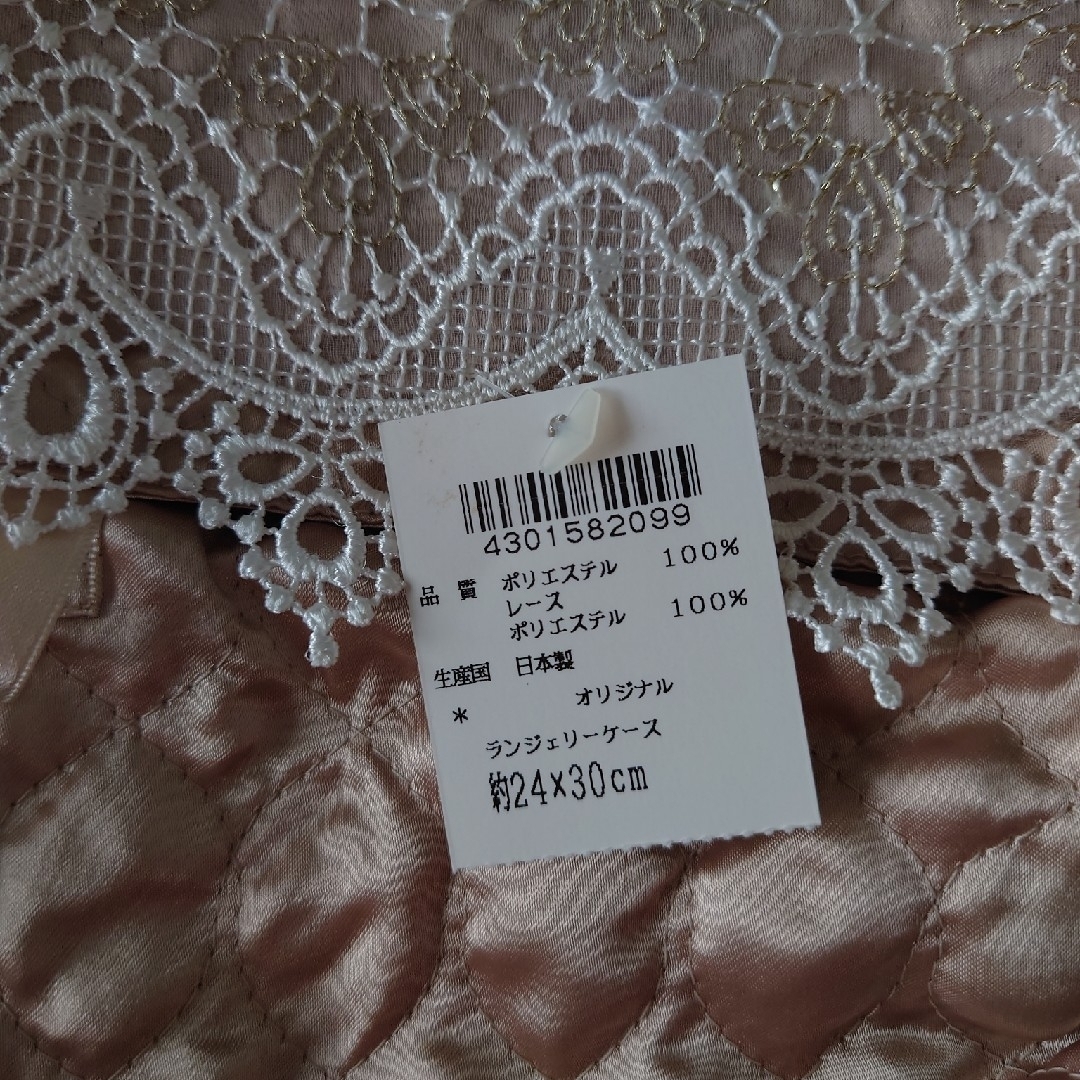 4301582099
品 質 ポリエステル 100%
レース
ポリエステル 100%
生産国 日本製
* オリジナル
ランジェリーケース
約24×30cm